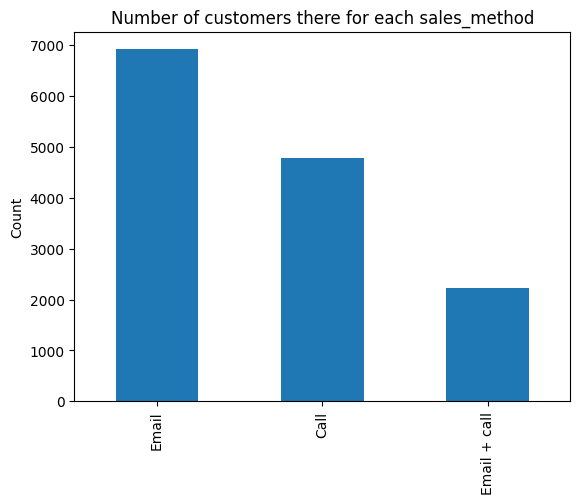 Number of customers there for each sales_method
Count
7000
6000
5000
4000
3000
2000
1000
0
Email
Call
Email + call